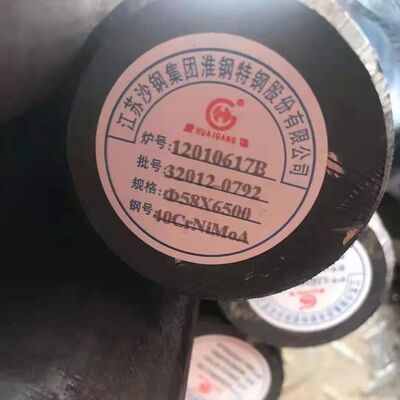 江苏沙钢集团淮钢特钢股份有限公司
HUAIGANG
炉号: 12010617B
批号: 32012-0792
规格: Φ58X6500
钢号: 40CrNiMoA